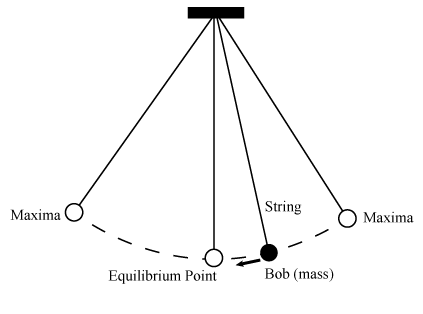 String
Maxima
Maxima
Equilibrium Point
Bob (mass)